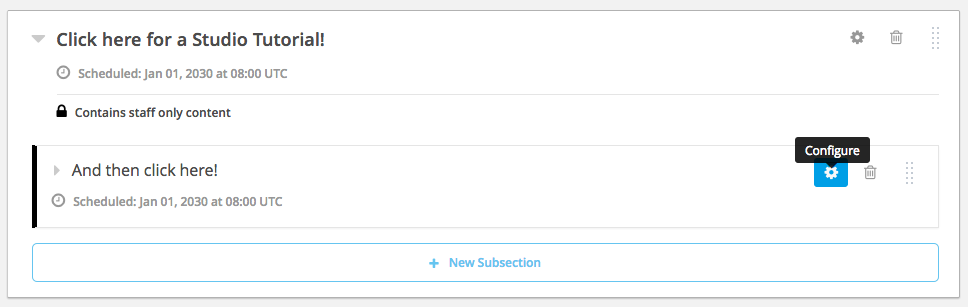 Click here for a Studio Tutorial!
Scheduled: Jan 01, 2030 at 08:00 UTC
Contains staff only content
Configure
And then click here!
Scheduled: Jan 01, 2030 at 08:00 UTC
+ New Subsection